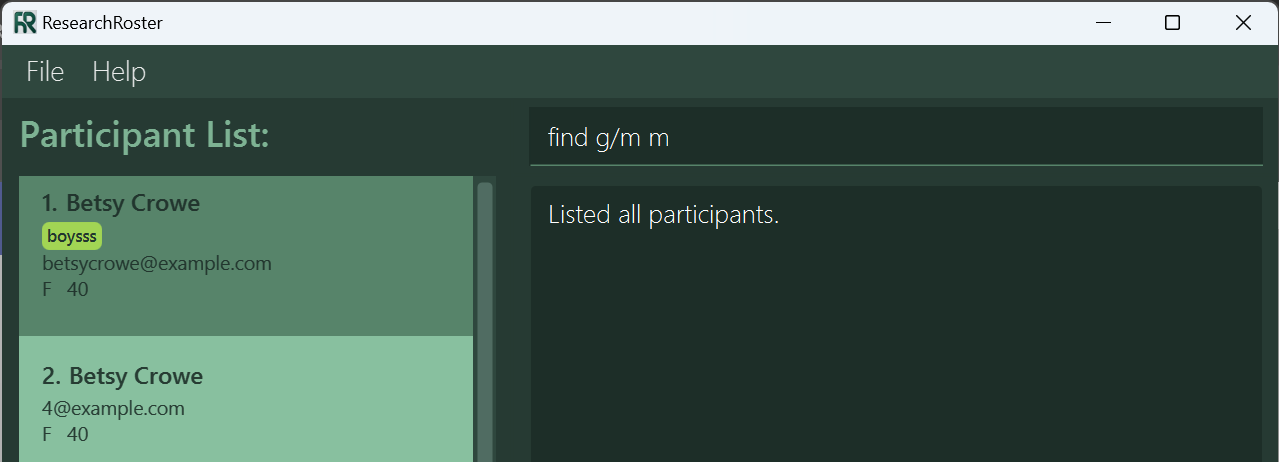 ResearchRoster
File Help
Participant List:
find g/m m
1. Betsy Crowe
boysss
betsycrowe@example.com
F 40
2. Betsy Crowe
4@example.com
F 40
Listed all participants.